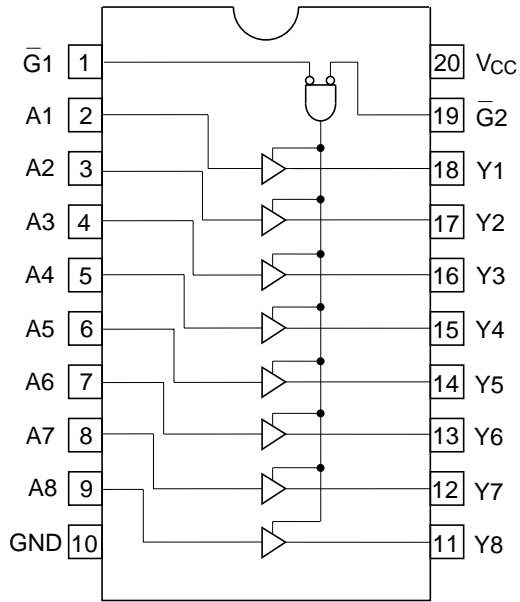 G̅1 1 20 VCC
A1 2 19 G̅2
A2 3 18 Y1
A3 4 17 Y2
A4 5 16 Y3
A5 6 15 Y4
A6 7 14 Y5
A7 8 13 Y6
A8 9 12 Y7
GND 10 11 Y8